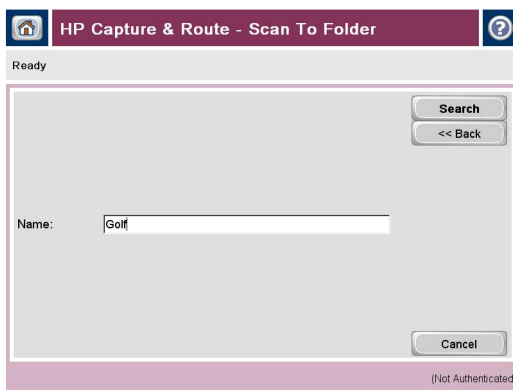 HP Capture & Route - Scan To Folder
Ready
Search
<< Back
Name: Golf
Cancel
(Not Authenticated